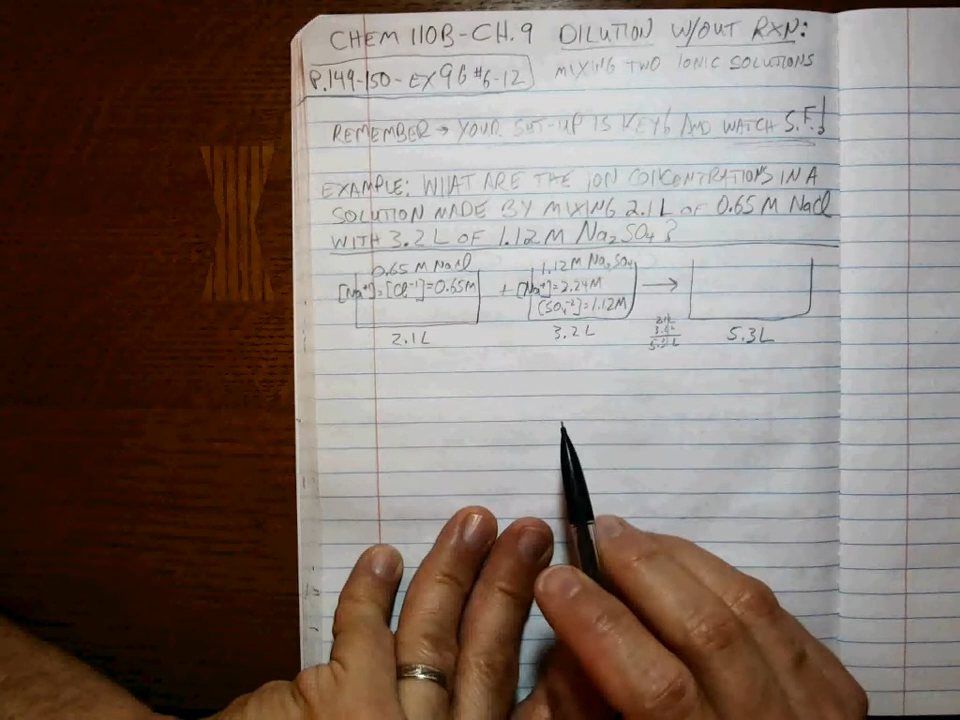 CHEM 110B-CH.9 DILUTION W/OUT RXN:
P.149-150-EX 9G #6-12 MIXING TWO IONIC SOLUTIONS
REMEMBER → YOUR SET-UP IS KEY! AND WATCH S.F.!
EXAMPLE: WHAT ARE THE ION CONCENTRATIONS IN A
SOLUTION MADE BY MIXING 2.1 L OF 0.65 M NaCl
WITH 3.2 L OF 1.12 M Na₂SO₄?
0.65 M NaCl 1.12 M Na₂SO₄
[Na⁺]=[Cl⁻¹]=0.65M + [Na⁺]=2.24M →
[SO₄⁻²]=1.12M
2.1 L 3.2 L 2.1L 5.3 L
3.2L
5.3L